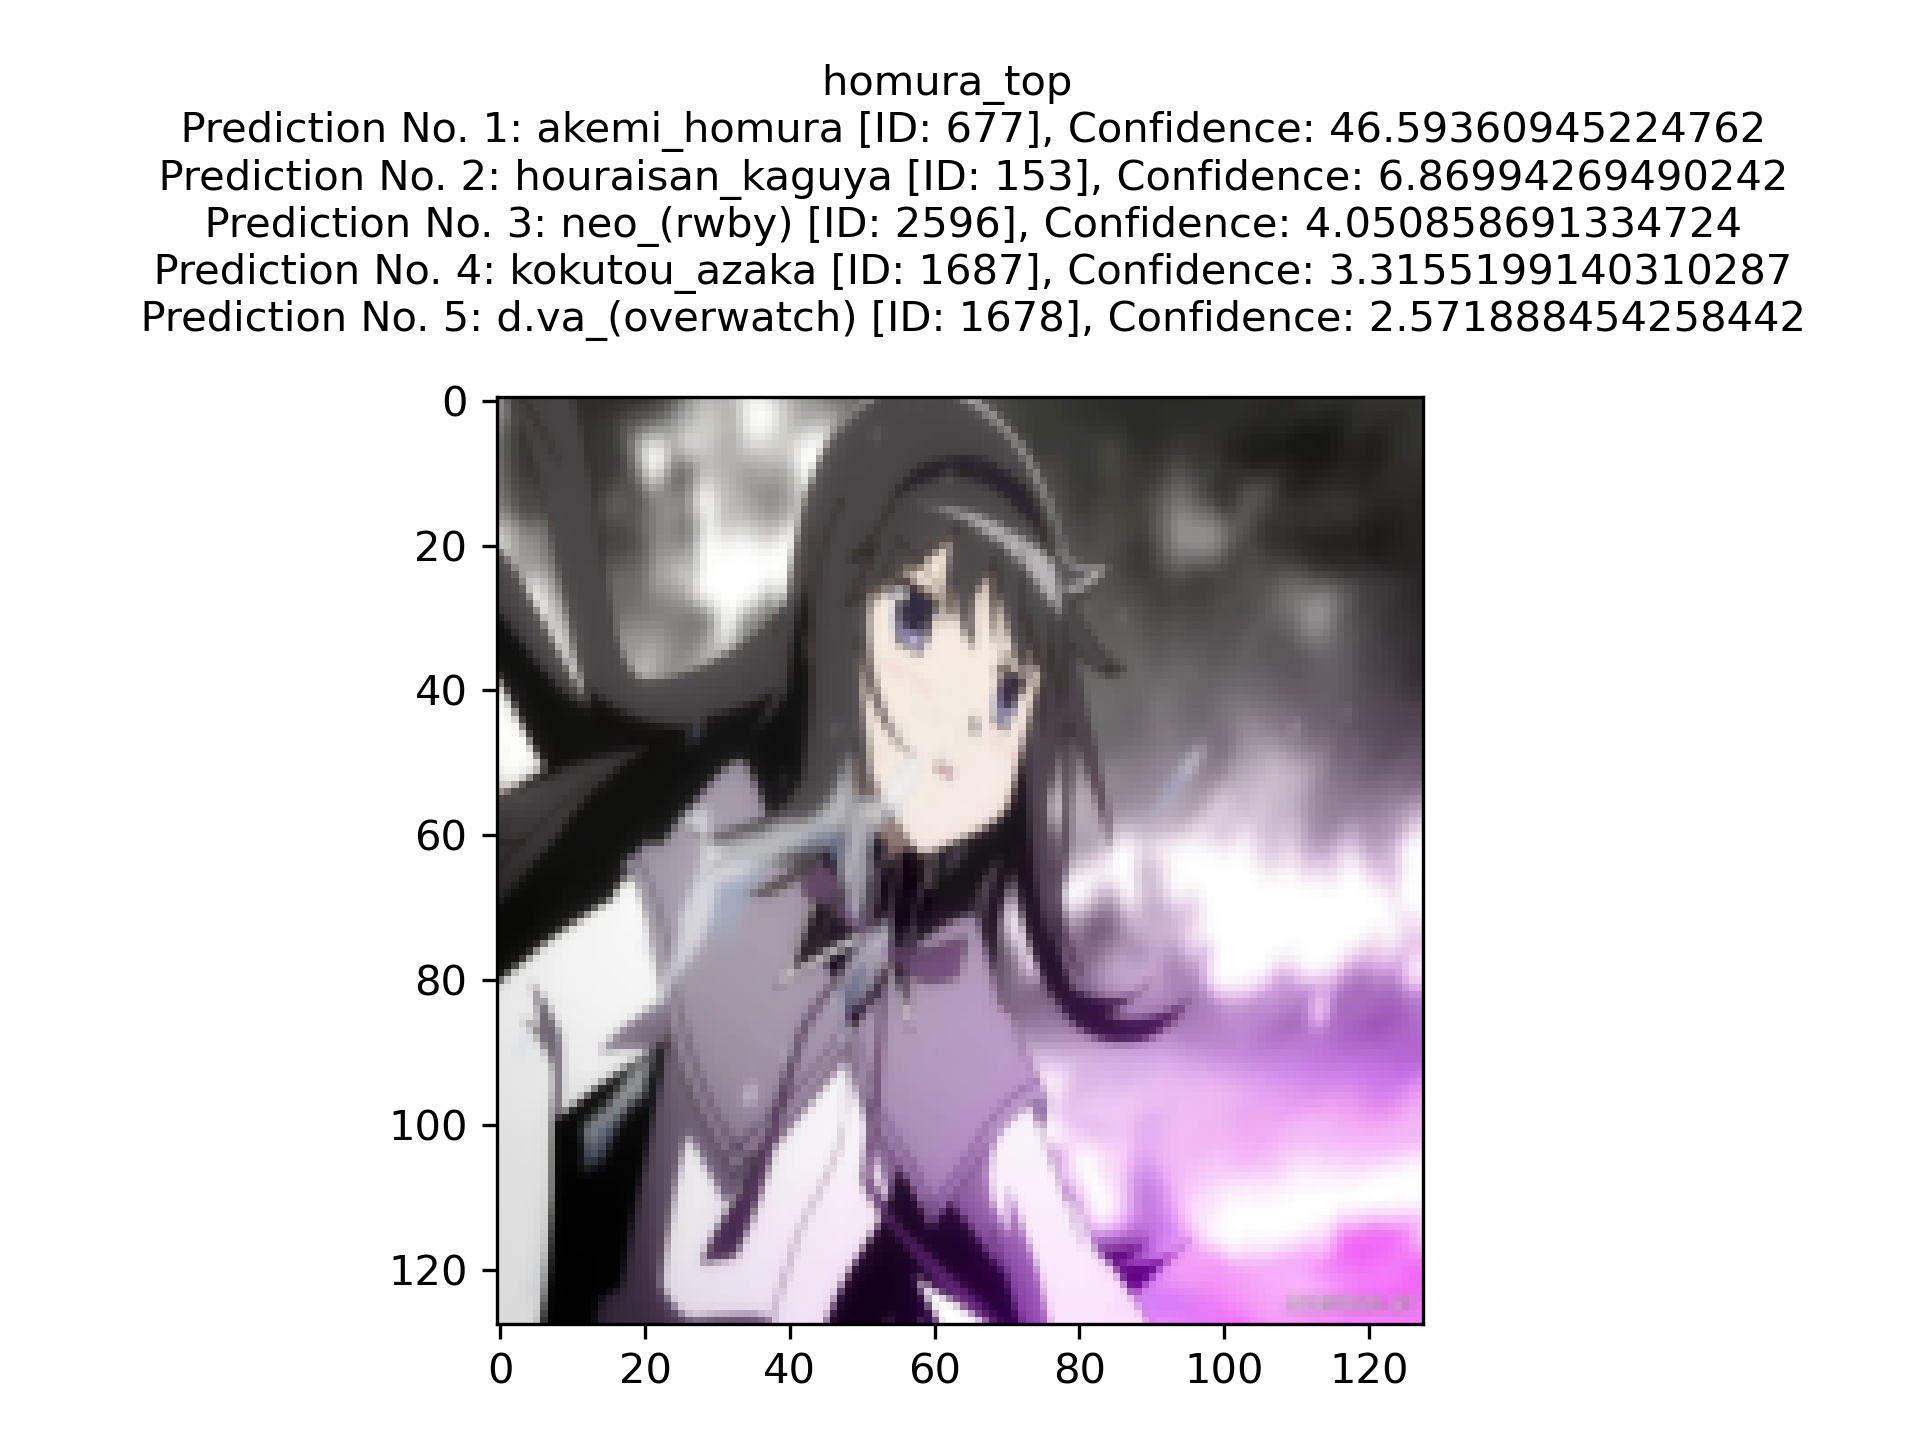 homura_top
Prediction No. 1: akemi_homura [ID: 677], Confidence: 46.59360945224762
Prediction No. 2: houraisan_kaguya [ID: 153], Confidence: 6.86994269490242
Prediction No. 3: neo_(rwby) [ID: 2596], Confidence: 4.050858691334724
Prediction No. 4: kokutou_azaka [ID: 1687], Confidence: 3.3155199140310287
Prediction No. 5: d.va_(overwatch) [ID: 1678], Confidence: 2.571888454258442
0
20
40
60
80
100
120
0 20 40 60 80 100 120